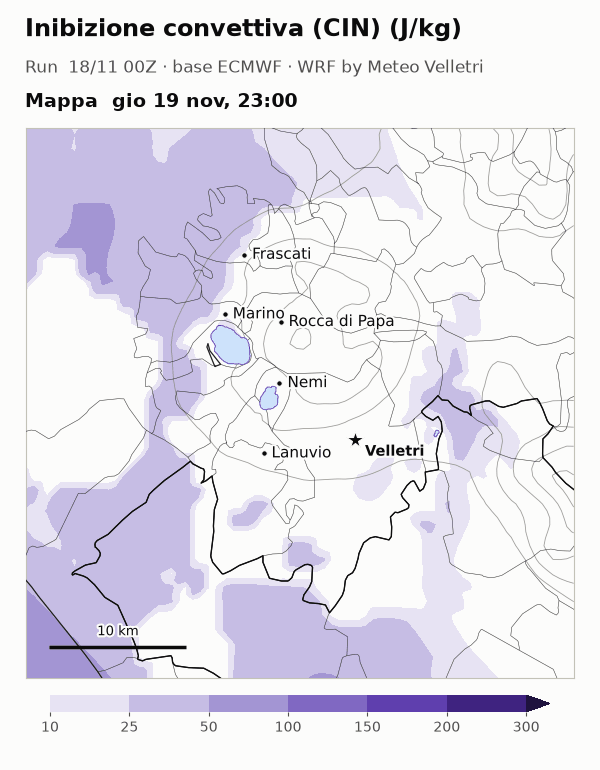 Inibizione convettiva (CIN) (J/kg)
Run  18/11 00Z · base ECMWF · WRF by Meteo Velletri
Mappa  gio 19 nov, 23:00
Frascati
Marino
Rocca di Papa
Nemi
Velletri
Lanuvio
10 km
10 25 50 100 150 200 300